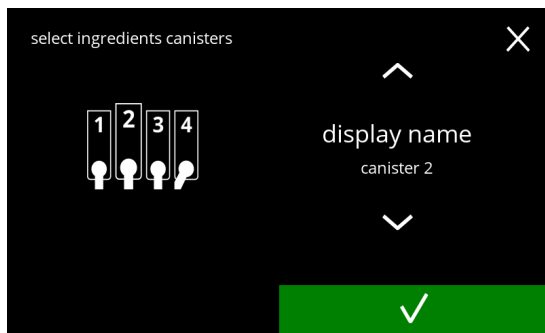 select ingredients canisters
1 2 3 4
display name
canister 2